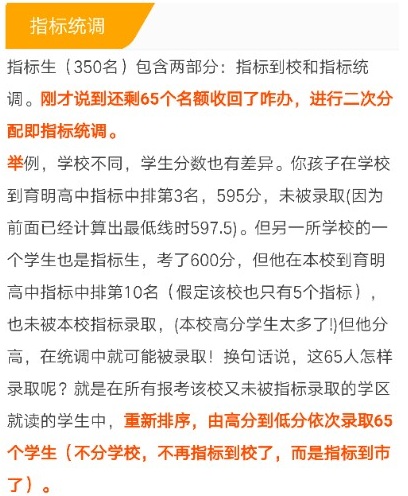 指标统调
指标生（350名）包含两部分：指标到校和指标统
调。刚才说到还剩65个名额收回了咋办，进行二次分
配即指标统调。
举例，学校不同，学生分数也有差异。你孩子在学校
到育明高中指标中排第3名，595分，未被录取(因为
前面已经计算出最低线时597.5)。但另一所学校的一
个学生也是指标生，考了600分，但他在本校到育明
高中指标中排第10名（假定该校也只有5个指标），
也未被本校指标录取，(本校高分学生太多了!)但他分
高，在统调中就可能被录取！换句话说，这65人怎样
录取呢？就是在所有报考该校又未被指标录取的学区
就读的学生中，重新排序，由高分到低分依次录取65
个学生（不分学校，不再指标到校了，而是指标到市
了）。